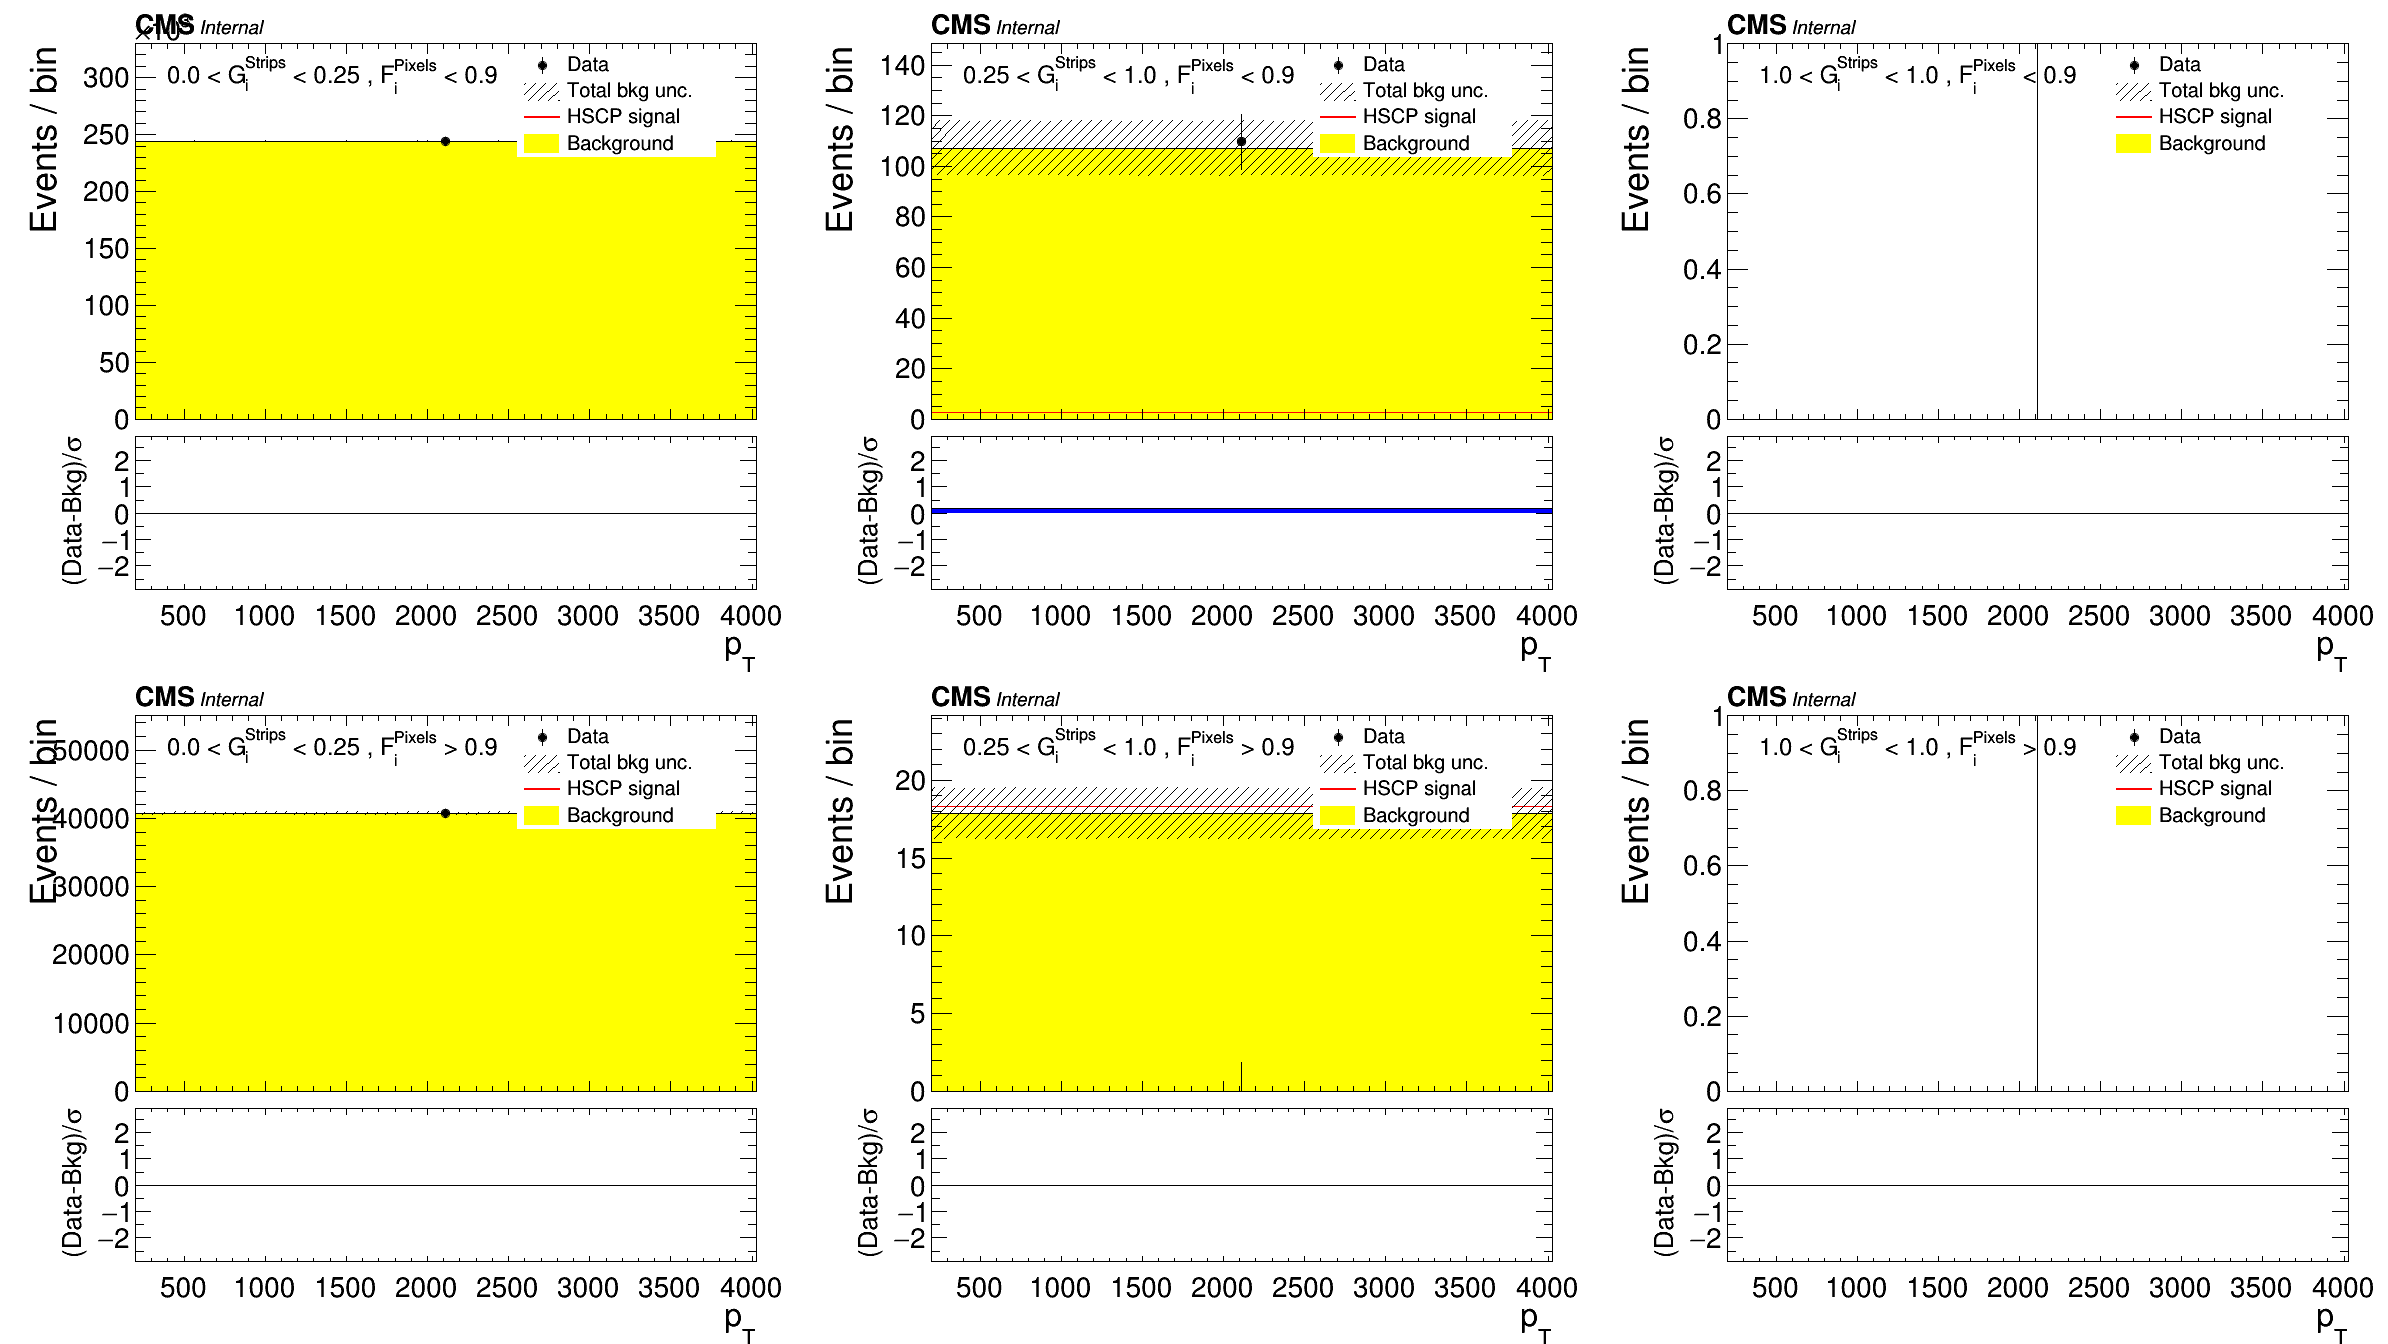 CMS Internal
×10³
Events / bin
0.0 < G_i^Strips < 0.25 , F_i^Pixels < 0.9
Data
Total bkg unc.
HSCP signal
Background
300
250
200
150
100
50
0
(Data-Bkg)/σ
2
1
0
−1
−2
500 1000 1500 2000 2500 3000 3500 4000
p_T
CMS Internal
Events / bin
0.25 < G_i^Strips < 1.0 , F_i^Pixels < 0.9
Data
Total bkg unc.
HSCP signal
Background
140
120
100
80
60
40
20
0
(Data-Bkg)/σ
2
1
0
−1
−2
500 1000 1500 2000 2500 3000 3500 4000
p_T
CMS Internal
Events / bin
1.0 < G_i^Strips < 1.0 , F_i^Pixels < 0.9
Data
Total bkg unc.
HSCP signal
Background
1
0.8
0.6
0.4
0.2
0
(Data-Bkg)/σ
2
1
0
−1
−2
500 1000 1500 2000 2500 3000 3500 4000
p_T
CMS Internal
Events / bin
0.0 < G_i^Strips < 0.25 , F_i^Pixels > 0.9
Data
Total bkg unc.
HSCP signal
Background
50000
40000
30000
20000
10000
0
(Data-Bkg)/σ
2
1
0
−1
−2
500 1000 1500 2000 2500 3000 3500 4000
p_T
CMS Internal
Events / bin
0.25 < G_i^Strips < 1.0 , F_i^Pixels > 0.9
Data
Total bkg unc.
HSCP signal
Background
20
15
10
5
0
(Data-Bkg)/σ
2
1
0
−1
−2
500 1000 1500 2000 2500 3000 3500 4000
p_T
CMS Internal
Events / bin
1.0 < G_i^Strips < 1.0 , F_i^Pixels > 0.9
Data
Total bkg unc.
HSCP signal
Background
1
0.8
0.6
0.4
0.2
0
(Data-Bkg)/σ
2
1
0
−1
−2
500 1000 1500 2000 2500 3000 3500 4000
p_T